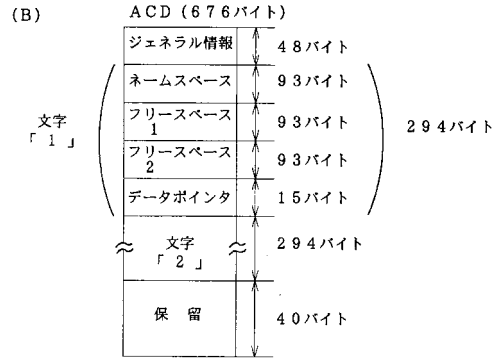 (B)
ACD(676バイト)
ジェネラル情報 48バイト
ネームスペース 93バイト
フリースペース
1
93バイト
文字
「1」
294バイト
フリースペース
2
93バイト
データポインタ 15バイト
文字
「2」
294バイト
保留 40バイト